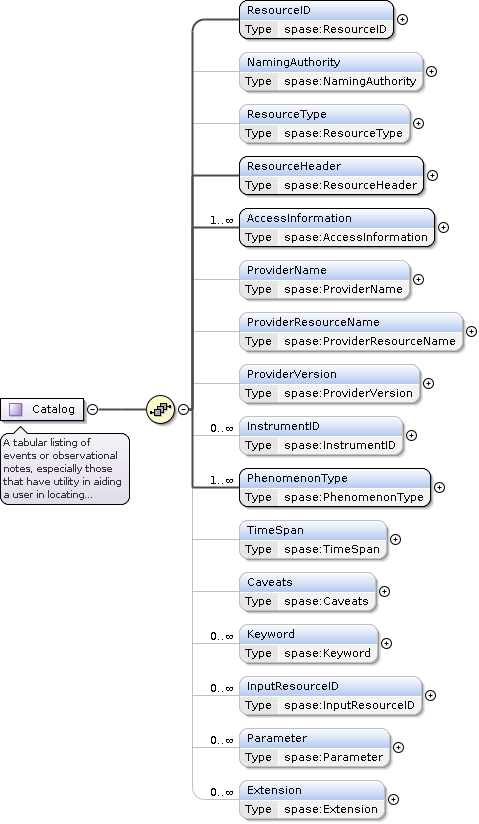 ResourceID
Type spase:ResourceID
NamingAuthority
Type spase:NamingAuthority
ResourceType
Type spase:ResourceType
ResourceHeader
Type spase:ResourceHeader
1..∞
AccessInformation
Type spase:AccessInformation
ProviderName
Type spase:ProviderName
ProviderResourceName
Type spase:ProviderResourceName
ProviderVersion
Type spase:ProviderVersion
Catalog
A tabular listing of
events or observational
notes, especially those
that have utility in aiding
a user in locating...
0..∞
InstrumentID
Type spase:InstrumentID
1..∞
PhenomenonType
Type spase:PhenomenonType
TimeSpan
Type spase:TimeSpan
Caveats
Type spase:Caveats
0..∞
Keyword
Type spase:Keyword
0..∞
InputResourceID
Type spase:InputResourceID
0..∞
Parameter
Type spase:Parameter
0..∞
Extension
Type spase:Extension